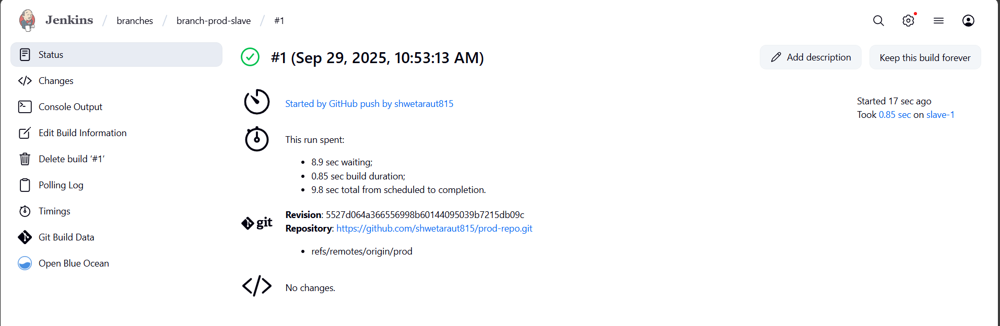 Jenkins / branches / branch-prod-slave / #1
Status
Changes
Console Output
Edit Build Information
Delete build ‘#1’
Polling Log
Timings
Git Build Data
Open Blue Ocean
#1 (Sep 29, 2025, 10:53:13 AM)
Add description
Keep this build forever
Started by GitHub push by shwetaraut815
Started 17 sec ago
Took 0.85 sec on slave-1
This run spent:
• 8.9 sec waiting;
• 0.85 sec build duration;
• 9.8 sec total from scheduled to completion.
git
Revision: 5527d064a366556998b60144095039b7215db09c
Repository: https://github.com/shwetaraut815/prod-repo.git
• refs/remotes/origin/prod
No changes.